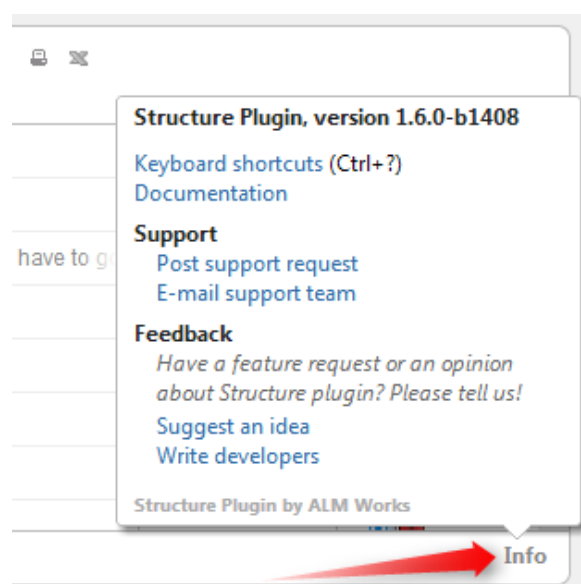 Structure Plugin, version 1.6.0-b1408
Keyboard shortcuts (Ctrl+?)
Documentation
Support
have to
Post support request
E-mail support team
Feedback
Have a feature request or an opinion
about Structure plugin? Please tell us!
Suggest an idea
Write developers
Structure Plugin by ALM Works
Info